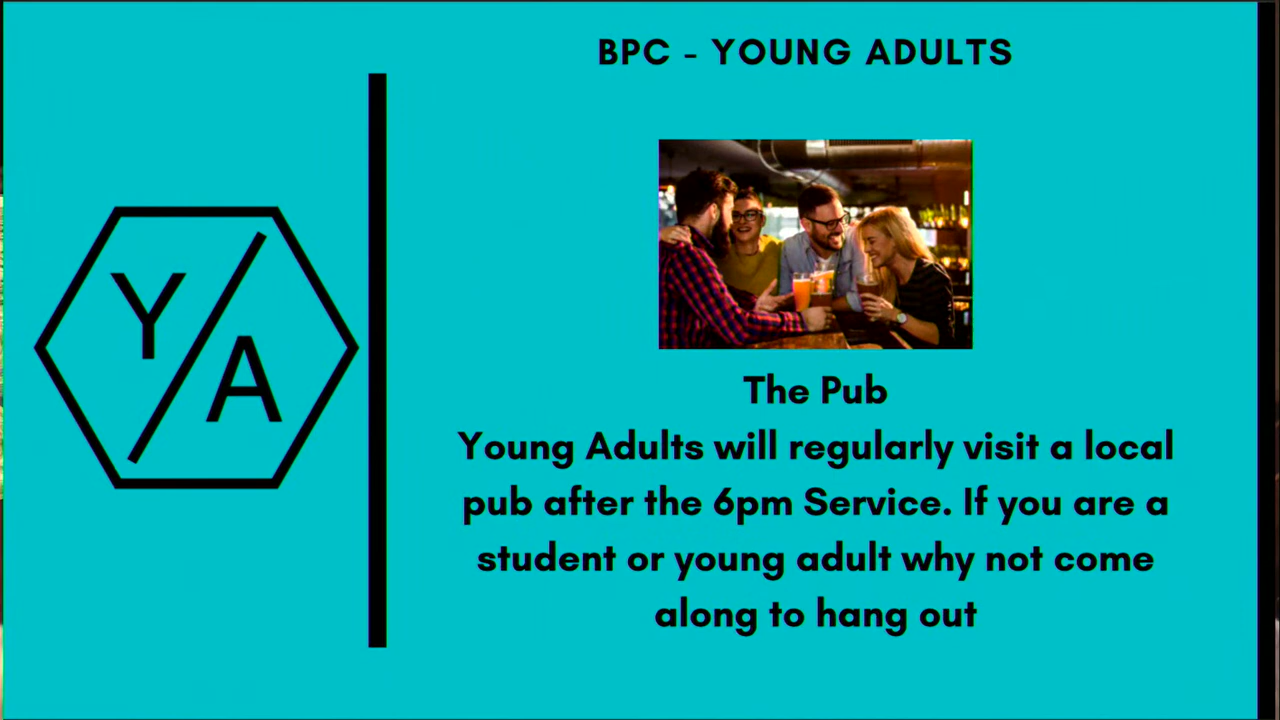 BPC - YOUNG ADULTS
Y/A
The Pub
Young Adults will regularly visit a local
pub after the 6pm Service. If you are a
student or young adult why not come
along to hang out